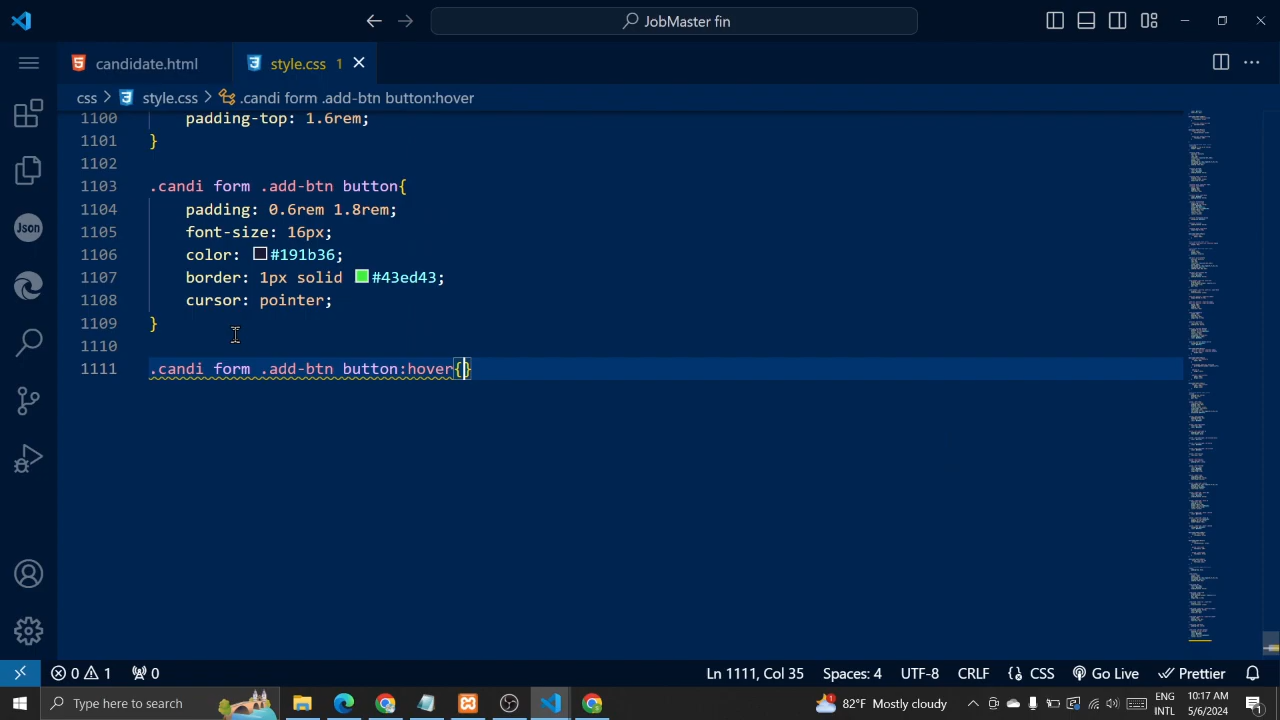 JobMaster fin
candidate.html
style.css 1
css > style.css > .candi form .add-btn button:hover
1100 padding-top: 1.6rem;
1101 }
1102
1103 .candi form .add-btn button{
1104 padding: 0.6rem 1.8rem;
1105 font-size: 16px;
1106 color: #191b36;
1107 border: 1px solid #43ed43;
1108 cursor: pointer;
1109 }
1110
1111 .candi form .add-btn button:hover{}
Json
0 1 0 Ln 1111, Col 35 Spaces: 4 UTF-8 CRLF CSS Go Live Prettier
Type here to search 82°F Mostly cloudy ENG INTL 10:17 AM 5/6/2024 1